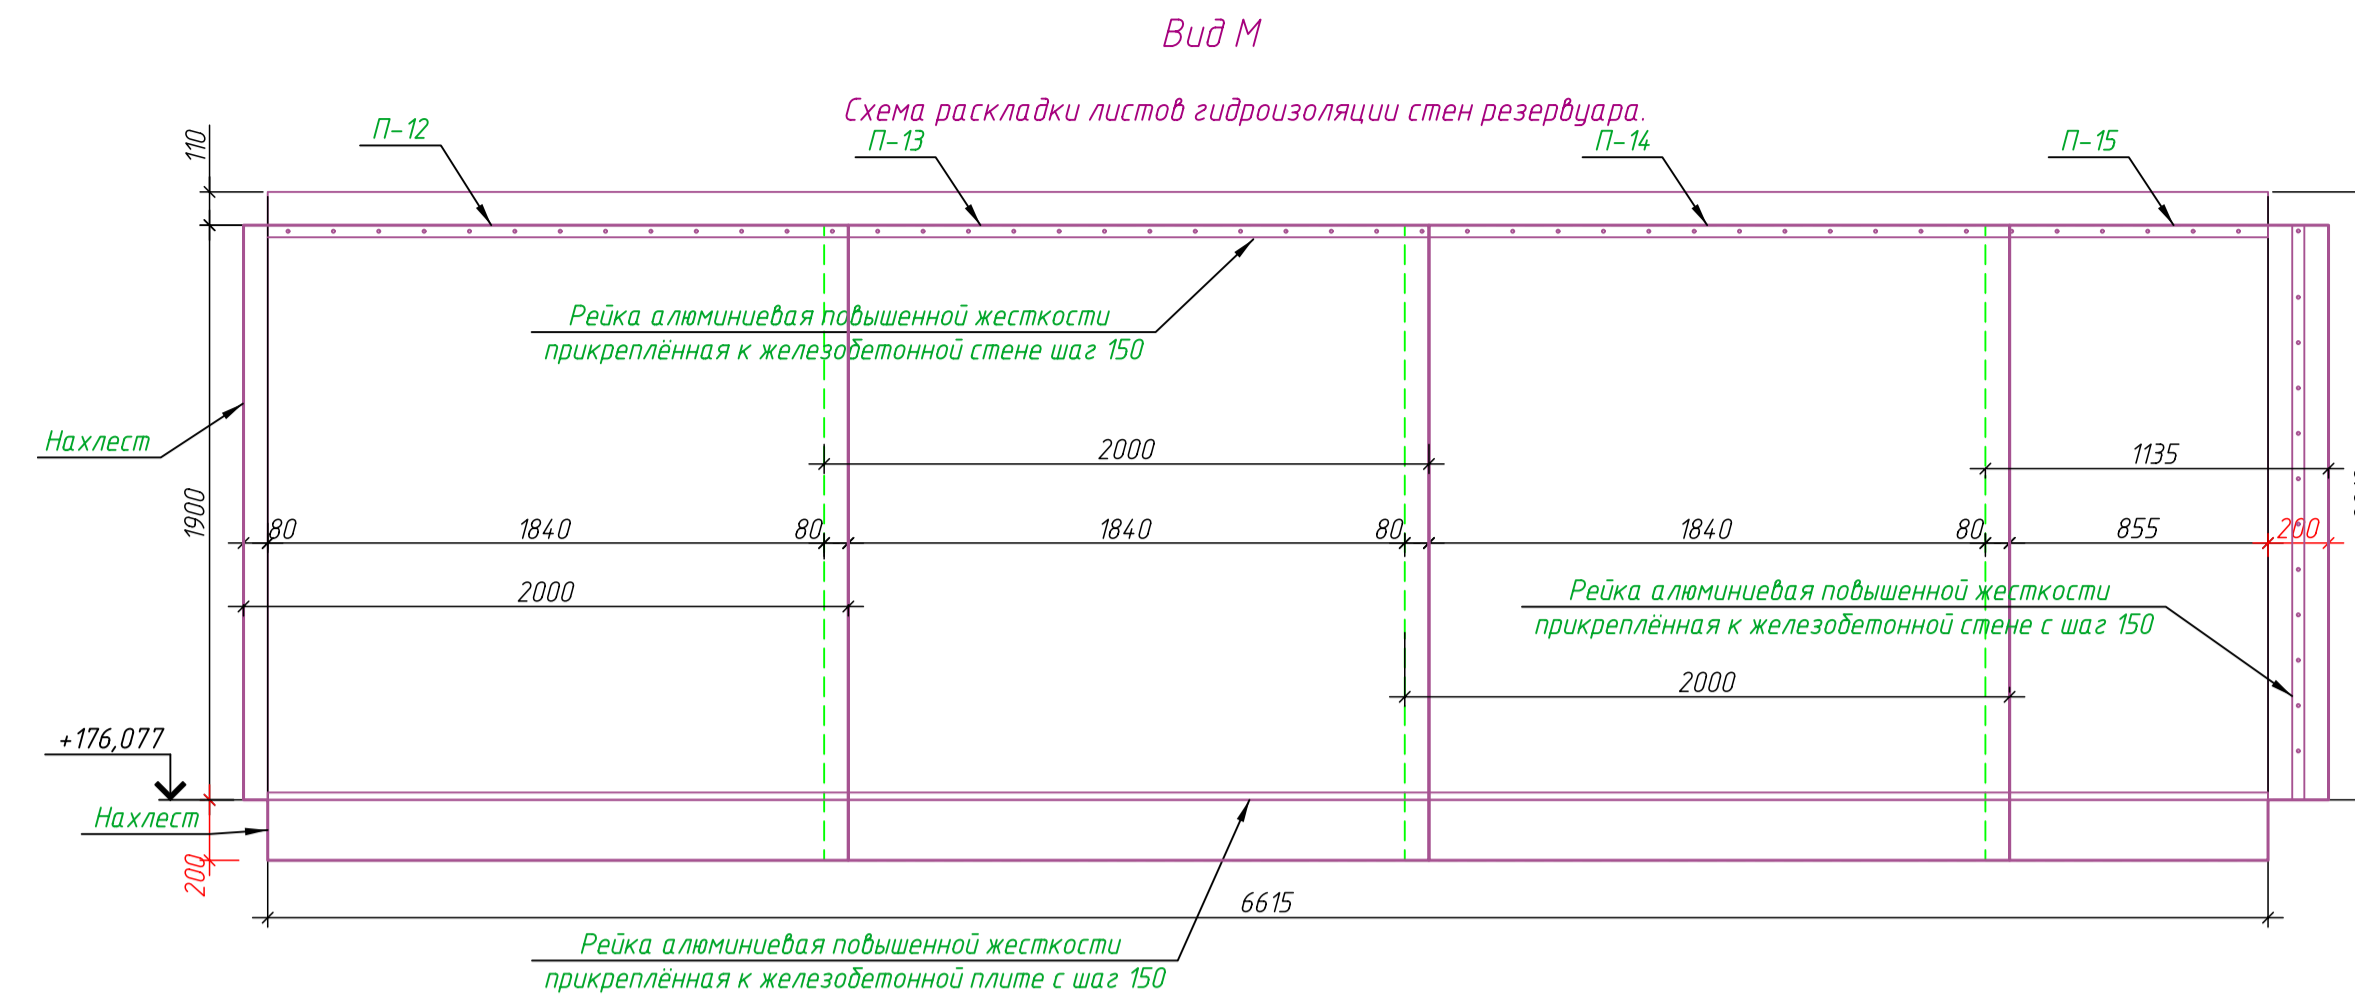 Вид М
Схема раскладки листов гидроизоляции стен резервуара.
П-12
П-13
П-14
П-15
110
Рейка алюминиевая повышенной жесткости
прикреплённая к железобетонной стене шаг 150
Нахлест
2000
1135
1900
80
1840
80
1840
80
1840
80
855
200
2000
Рейка алюминиевая повышенной жесткости
прикреплённая к железобетонной стене с шаг 150
2000
+176,077
Нахлест
200
6615
Рейка алюминиевая повышенной жесткости
прикреплённая к железобетонной плите с шаг 150